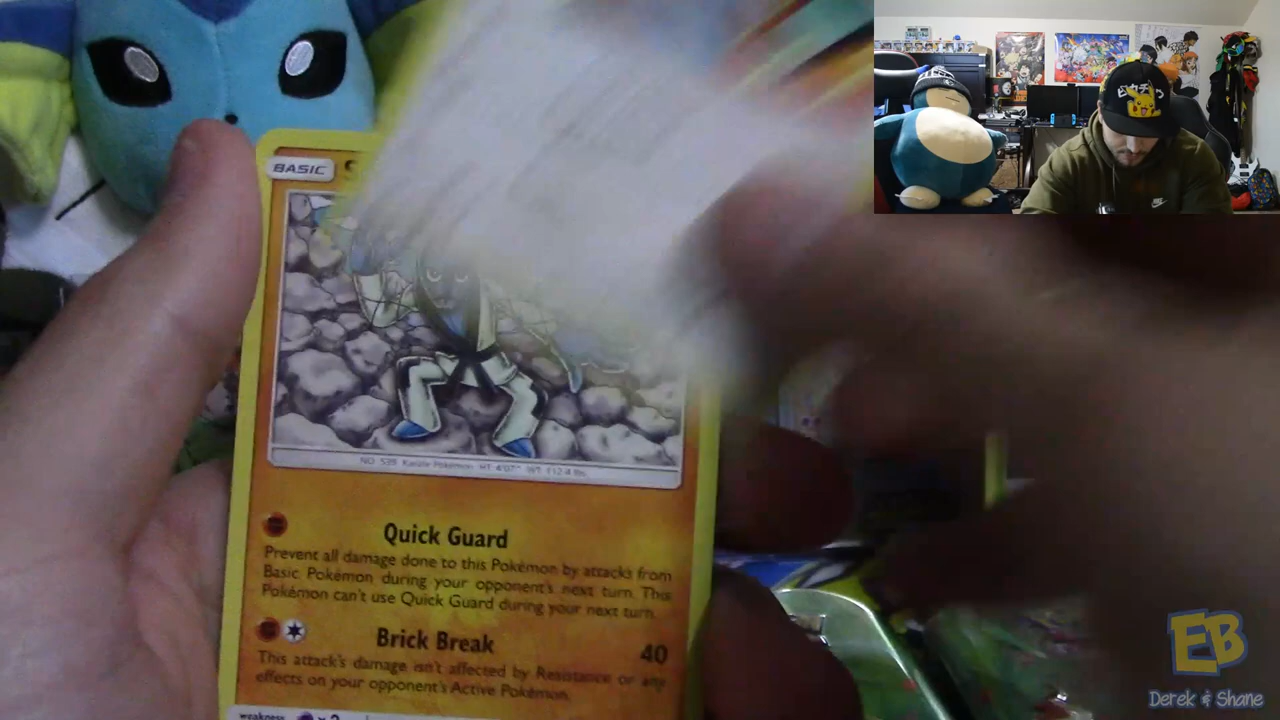 BASIC
NO. 539 Karate Pokémon HT: 4'07" WT: 112.4 lbs.
Quick Guard
Prevent all damage done to this Pokémon by attacks from
Basic Pokémon during your opponent's next turn. This
Pokémon can't use Quick Guard during your next turn.
Brick Break 40
This attack's damage isn't affected by Resistance or any
effects on your opponent's Active Pokémon.
weakness
EB
Derek & Shane